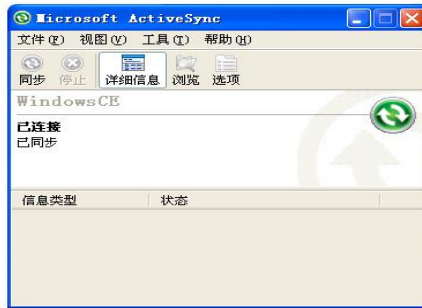 Microsoft ActiveSync
文件(F) 视图(V) 工具(T) 帮助(H)
同步 停止 详细信息 浏览 选项
WindowsCE
已连接
已同步
信息类型 状态